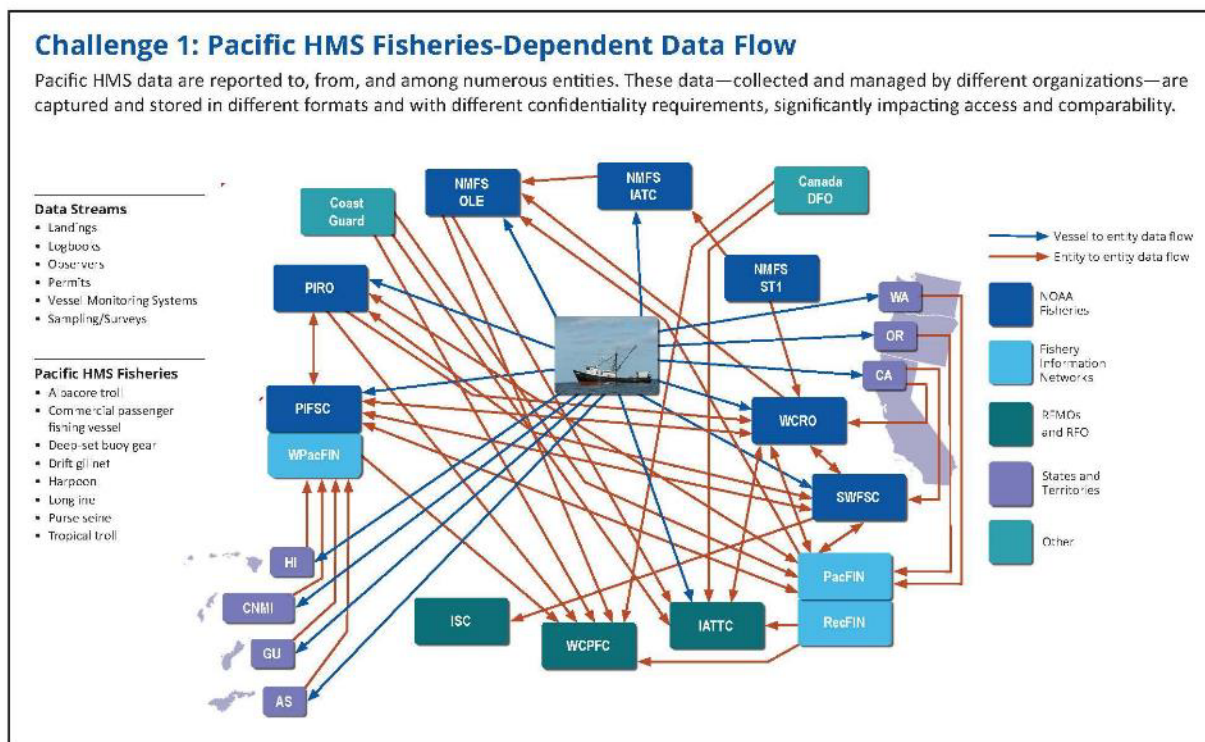 Challenge 1: Pacific HMS Fisheries-Dependent Data Flow
Pacific HMS data are reported to, from, and among numerous entities. These data—collected and managed by different organizations—are
captured and stored in different formats and with different confidentiality requirements, significantly impacting access and comparability.
Data Streams
▪ Landings
▪ Logbooks
▪ Observers
▪ Permits
▪ Vessel Monitoring Systems
▪ Sampling/Surveys
Pacific HMS Fisheries
▪ Albacore troll
▪ Commercial passenger
fishing vessel
▪ Deep-set buoy gear
▪ Drift gill net
▪ Harpoon
▪ Longline
▪ Purse seine
▪ Tropical troll
Coast
Guard
NMFS
OLE
NMFS
IATC
Canada
DFO
PIRO
NMFS
ST1
WA
OR
CA
PIFSC
WPacFIN
WCRO
SWFSC
HI
CNMI
GU
AS
ISC
WCPFC
IATTC
PacFIN
RecFIN
Vessel to entity data flow
Entity to entity data flow
NOAA
Fisheries
Fishery
Information
Networks
RFMOs
and RFO
States and
Territories
Other